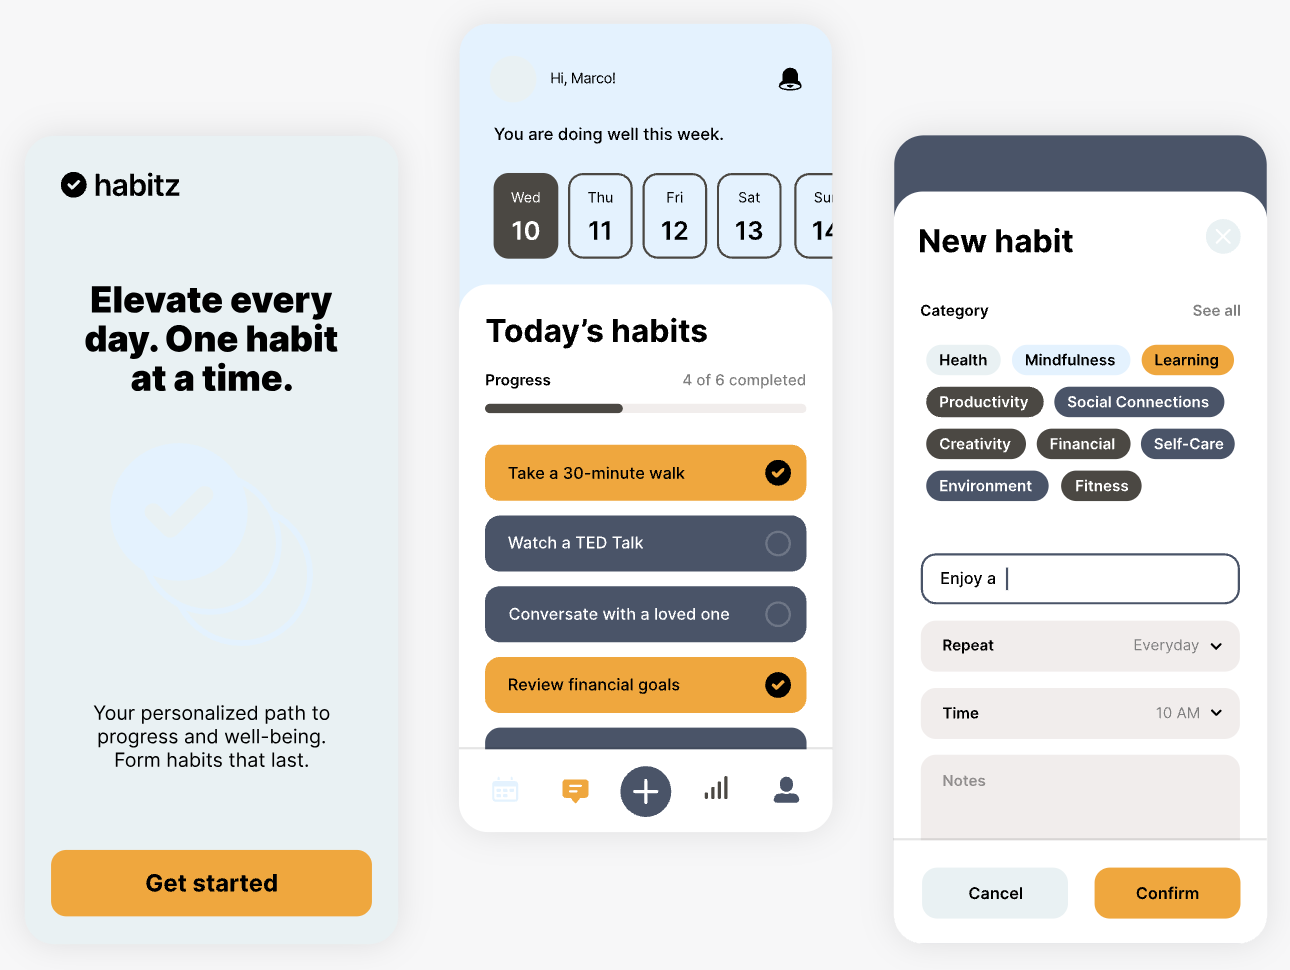 habitz
Elevate every
day. One habit
at a time.
Your personalized path to
progress and well-being.
Form habits that last.
Get started
Hi, Marco!
You are doing well this week.
Wed Thu Fri Sat Sun
10 11 12 13 14
Today’s habits
Progress 4 of 6 completed
Take a 30-minute walk
Watch a TED Talk
Conversate with a loved one
Review financial goals
New habit
Category See all
Health Mindfulness Learning
Productivity Social Connections
Creativity Financial Self-Care
Environment Fitness
Enjoy a
Repeat Everyday
Time 10 AM
Notes
Cancel Confirm